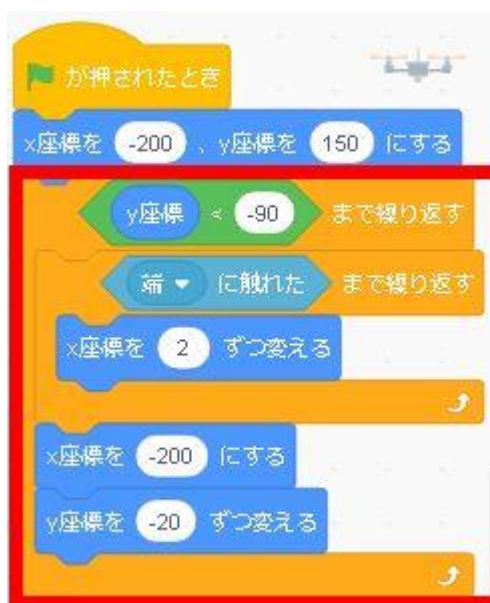 が押されたとき
x座標を -200 、y座標を 150 にする
y座標 < -90 まで繰り返す
端 に触れた まで繰り返す
x座標を 2 ずつ変える
x座標を -200 にする
y座標を -20 ずつ変える